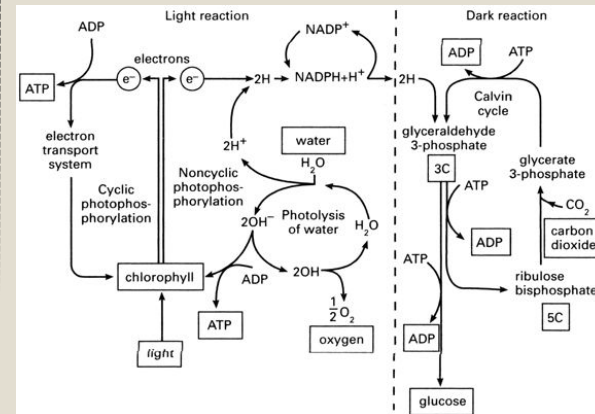 Light reaction
Dark reaction
ADP
NADP+
electrons
ATP
e–
e–
2H
NADPH+H+
2H
ADP
ATP
Calvin
cycle
electron
transport
system
2H+
water
H2O
glyceraldehyde
3-phosphate
3C
glycerate
3-phosphate
Cyclic
photophos-
phorylation
Noncyclic
photophos-
phorylation
Photolysis
of water
2OH–
H2O
ATP
ADP
CO2
carbon
dioxide
chlorophyll
ADP
2OH
ATP
ribulose
bisphosphate
5C
ATP
1/2 O2
oxygen
light
ADP
glucose